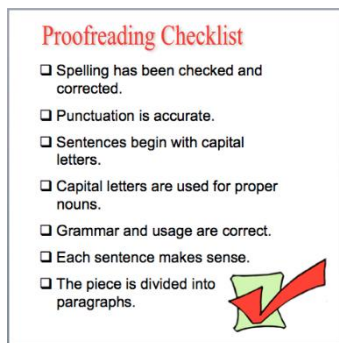 Proofreading Checklist
❑ Spelling has been checked and
corrected.
❑ Punctuation is accurate.
❑ Sentences begin with capital
letters.
❑ Capital letters are used for proper
nouns.
❑ Grammar and usage are correct.
❑ Each sentence makes sense.
❑ The piece is divided into
paragraphs.